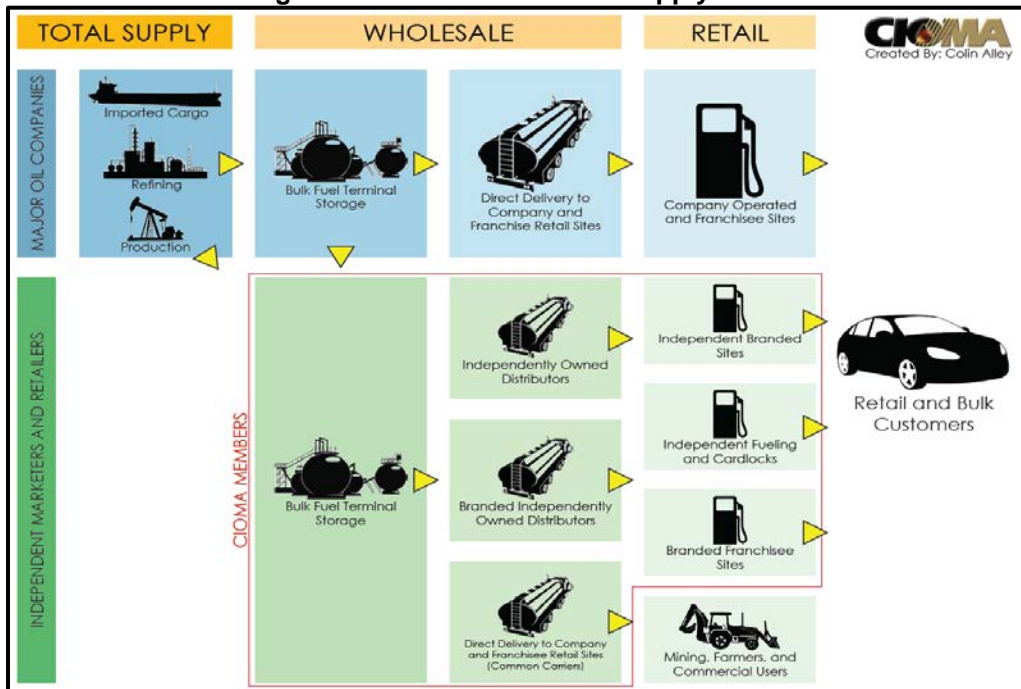 TOTAL SUPPLY
WHOLESALE
RETAIL
CIOMA
Created By: Colin Alley
MAJOR OIL COMPANIES
Imported Cargo
Refining
Production
Bulk Fuel Terminal
Storage
Direct Delivery to
Company and
Franchise Retail Sites
Company Operated
and Franchisee Sites
INDEPENDENT MARKETERS AND RETAILERS
CIOMA MEMBERS
Bulk Fuel Terminal
Storage
Independently Owned
Distributors
Branded Independently
Owned Distributors
Direct Delivery to Company
and Franchisee Retail Sites
(Common Carriers)
Independent Branded
Sites
Independent Fueling
and Cardlocks
Branded Franchisee
Sites
Mining, Farmers, and
Commercial Users
Retail and Bulk
Customers